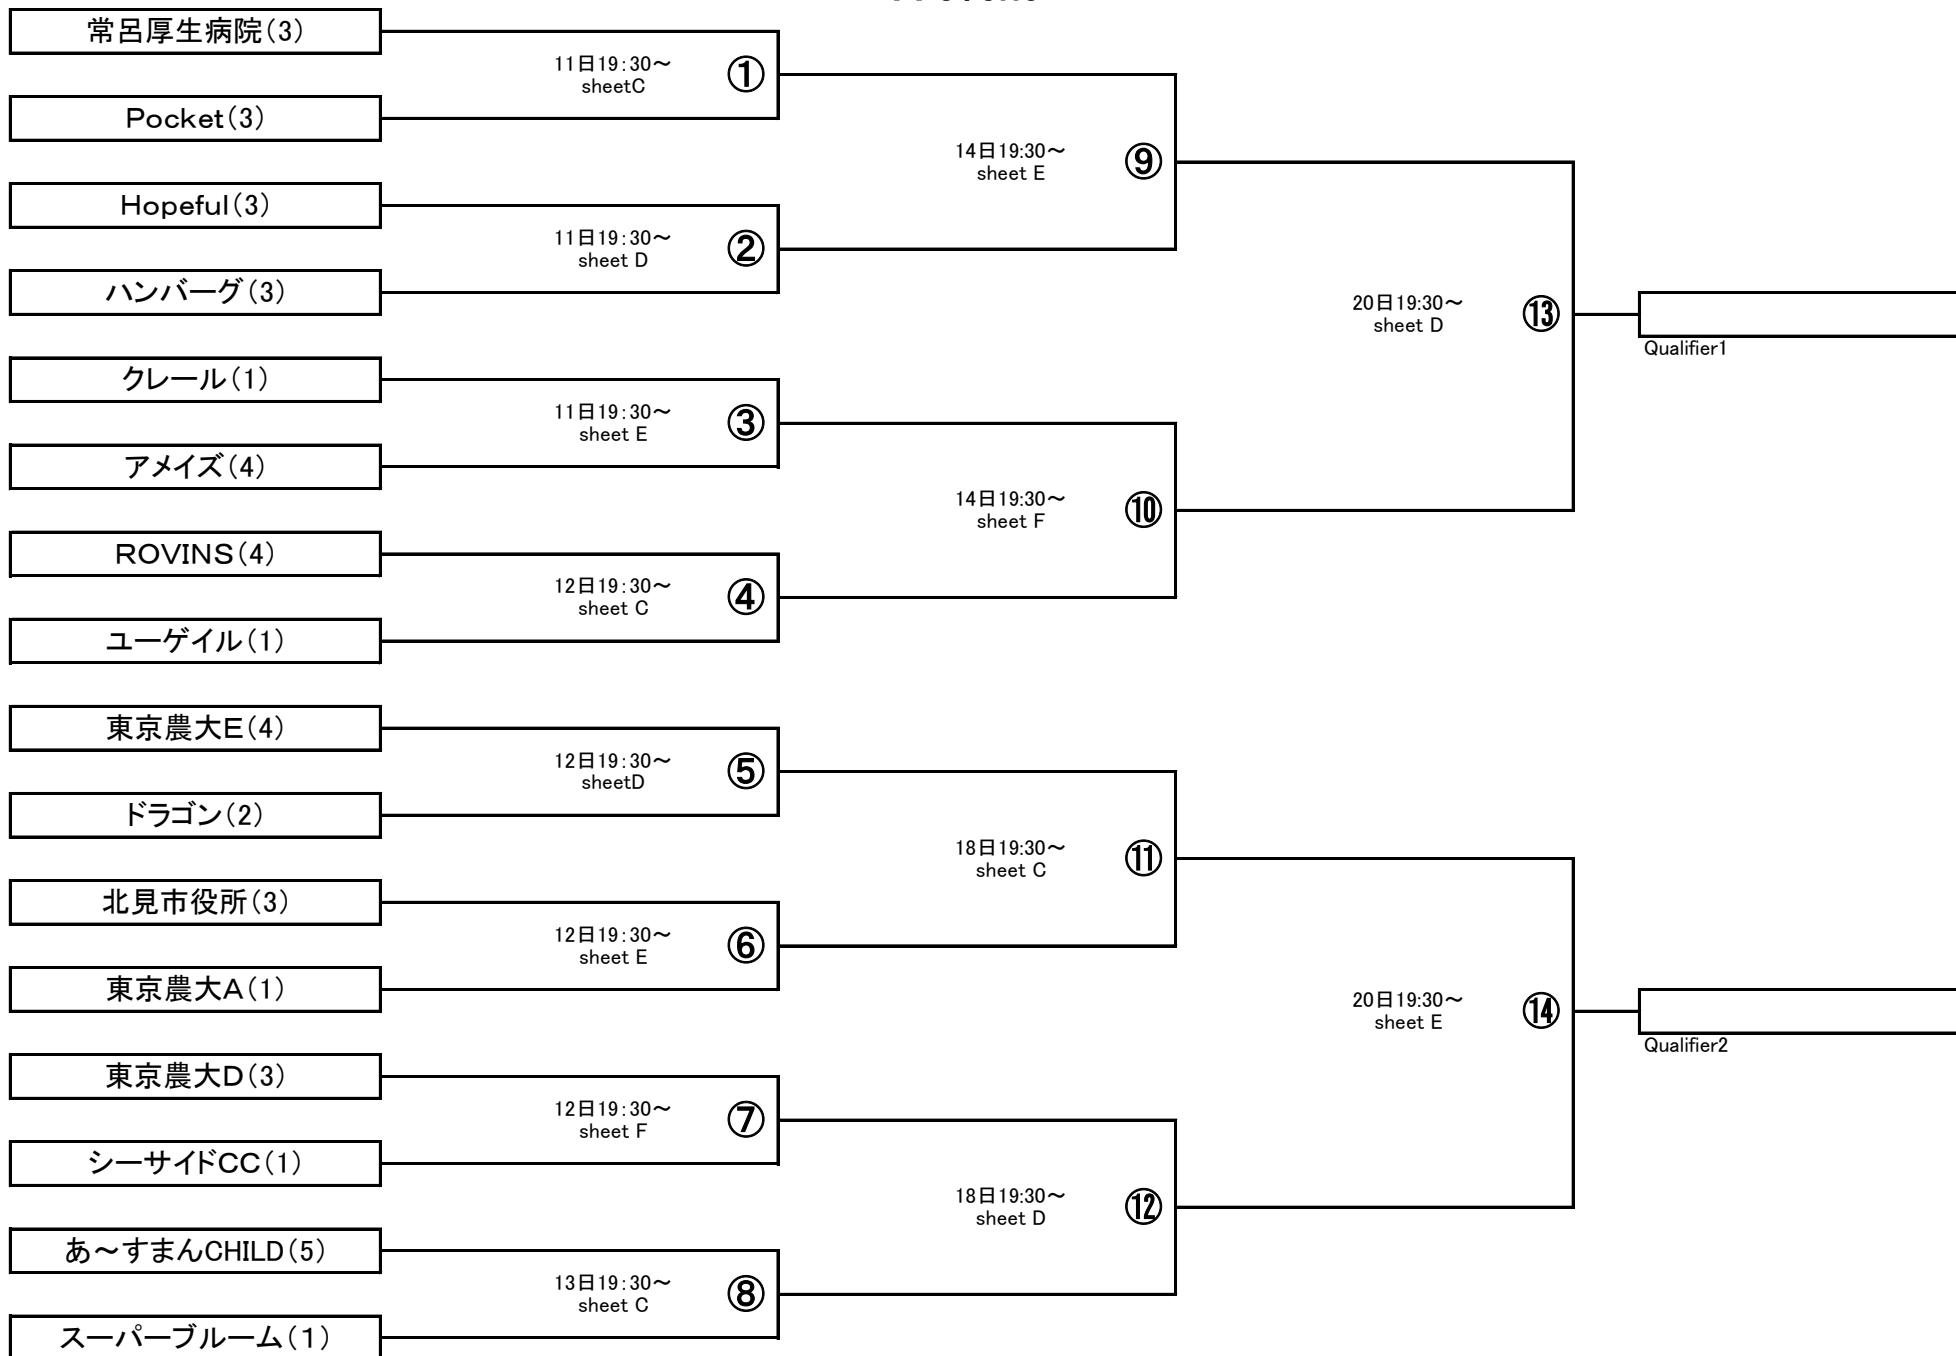 常呂厚生病院(3)
11日19:30～
sheetC
①
Pocket(3)
14日19:30～
sheet E
⑨
Hopeful(3)
11日19:30～
sheet D
②
ハンバーグ(3)
20日19:30～
sheet D
⑬
Qualifier1
クレール(1)
11日19:30～
sheet E
③
アメイズ(4)
14日19:30～
sheet F
⑩
ROVINS(4)
12日19:30～
sheet C
④
ユーゲイル(1)
東京農大E(4)
12日19:30～
sheetD
⑤
ドラゴン(2)
18日19:30～
sheet C
⑪
北見市役所(3)
12日19:30～
sheet E
⑥
東京農大A(1)
20日19:30～
sheet E
⑭
Qualifier2
東京農大D(3)
12日19:30～
sheet F
⑦
シーサイドCC(1)
18日19:30～
sheet D
⑫
あ～すまんCHILD(5)
13日19:30～
sheet C
⑧
スーパーブルーム(1)